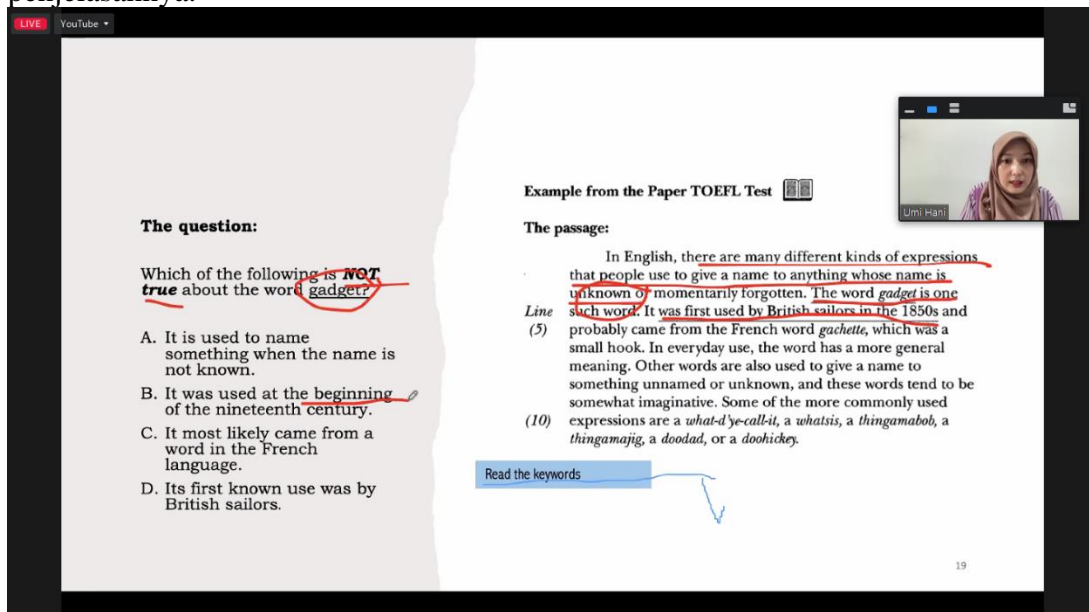 penjelasannya.
LIVE YouTube
The question:
Which of the following is NOT
true about the word gadget?
A. It is used to name
something when the name is
not known.
B. It was used at the beginning
of the nineteenth century.
C. It most likely came from a
word in the French
language.
D. Its first known use was by
British sailors.
Example from the Paper TOEFL Test
The passage:
In English, there are many different kinds of expressions
that people use to give a name to anything whose name is
unknown or momentarily forgotten. The word gadget is one
Line such word. It was first used by British sailors in the 1850s and
(5) probably came from the French word gachette, which was a
small hook. In everyday use, the word has a more general
meaning. Other words are also used to give a name to
something unnamed or unknown, and these words tend to be
somewhat imaginative. Some of the more commonly used
(10) expressions are a what-d'ye-call-it, a whatsis, a thingamabob, a
thingamajig, a doodad, or a doohickey.
Read the keywords
Umi Hani
19